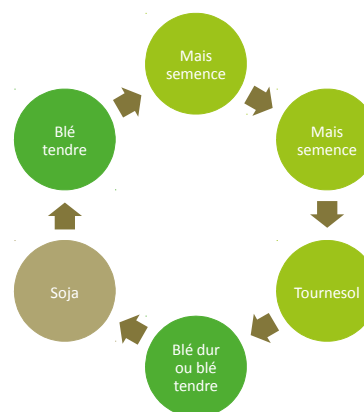 Mais
semence
Mais
semence
Tournesol
Blé dur
ou blé
tendre
Soja
Blé
tendre